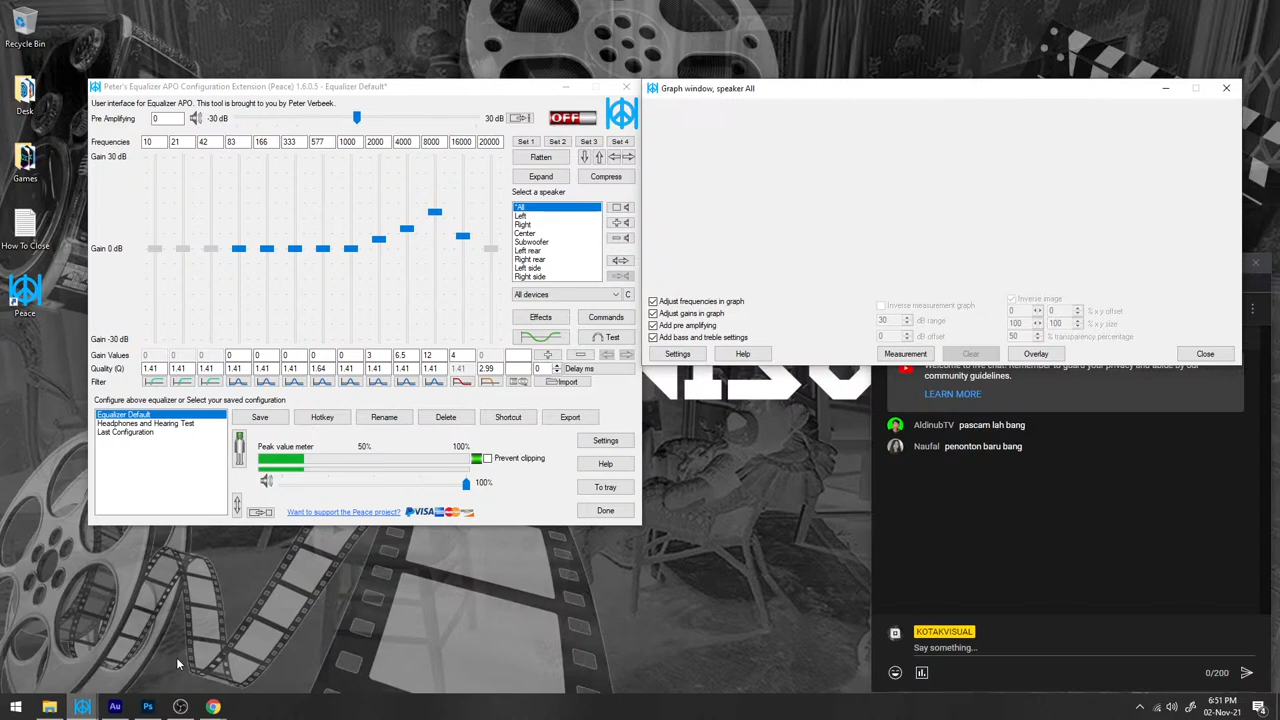 Recycle Bin
Desk
Games
How To Close
Peace
Peter's Equalizer APO Configuration Extension (Peace) 1.6.0.5 - Equalizer Default*
User interface for Equalizer APO. This tool is brought to you by Peter Verbeek.
Pre Amplifying 0 -30 dB 30 dB OFF
Frequencies 10 21 42 83 166 333 577 1000 2000 4000 8000 16000 20000 Set 1 Set 2 Set 3 Set 4
Gain 30 dB Flatten
Expand Compress
Select a speaker
*All
Left
Right
Center
Subwoofer
Gain 0 dB
Left rear
Right rear
Left side
Right side
All devices C
Effects Commands
Gain -30 dB Test
Gain Values 0 0 0 0 0 0 0 0 3 6.5 12 4 0
Quality (Q) 1.41 1.41 1.41 1.41 1.41 1.41 1.64 1.41 1.41 1.41 1.41 1.41 2.99 0 Delay ms
Filter Import
Configure above equalizer or Select your saved configuration
Equalizer Default
Headphones and Hearing Test
Last Configuration
Save Hotkey Rename Delete Shortcut Export
Peak value meter 50% 100% Settings
Prevent clipping
Help
100%
To tray
Want to support the Peace project? VISA
Done
Graph window, speaker All
Adjust frequencies in graph
Adjust gains in graph
Add pre amplifying
Add bass and treble settings
Inverse measurement graph
30 dB range
0 dB offset
Inverse image
0 0 % x y offset
100 100 % x y size
50 % transparency percentage
Settings Help Measurement Clear Overlay Close
Welcome to live chat! Remember to guard your privacy and abide by our
community guidelines.
LEARN MORE
AldinubTV pascam lah bang
Naufal penonton baru bang
KOTAKVISUAL
Say something...
0/200
Au Ps
6:51 PM
02-Nov-21
4